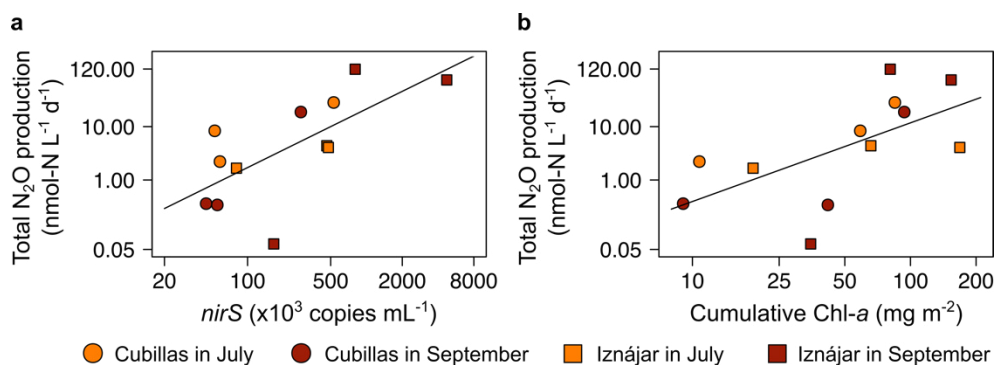 a
Total N₂O production
(nmol-N L⁻¹ d⁻¹)
120.00
10.00
1.00
0.05
20 100 500 2000 8000
nirS (x10³ copies mL⁻¹)
b
Total N₂O production
(nmol-N L⁻¹ d⁻¹)
120.00
10.00
1.00
0.05
10 25 50 100 200
Cumulative Chl-a (mg m⁻²)
Cubillas in July Cubillas in September Iznájar in July Iznájar in September